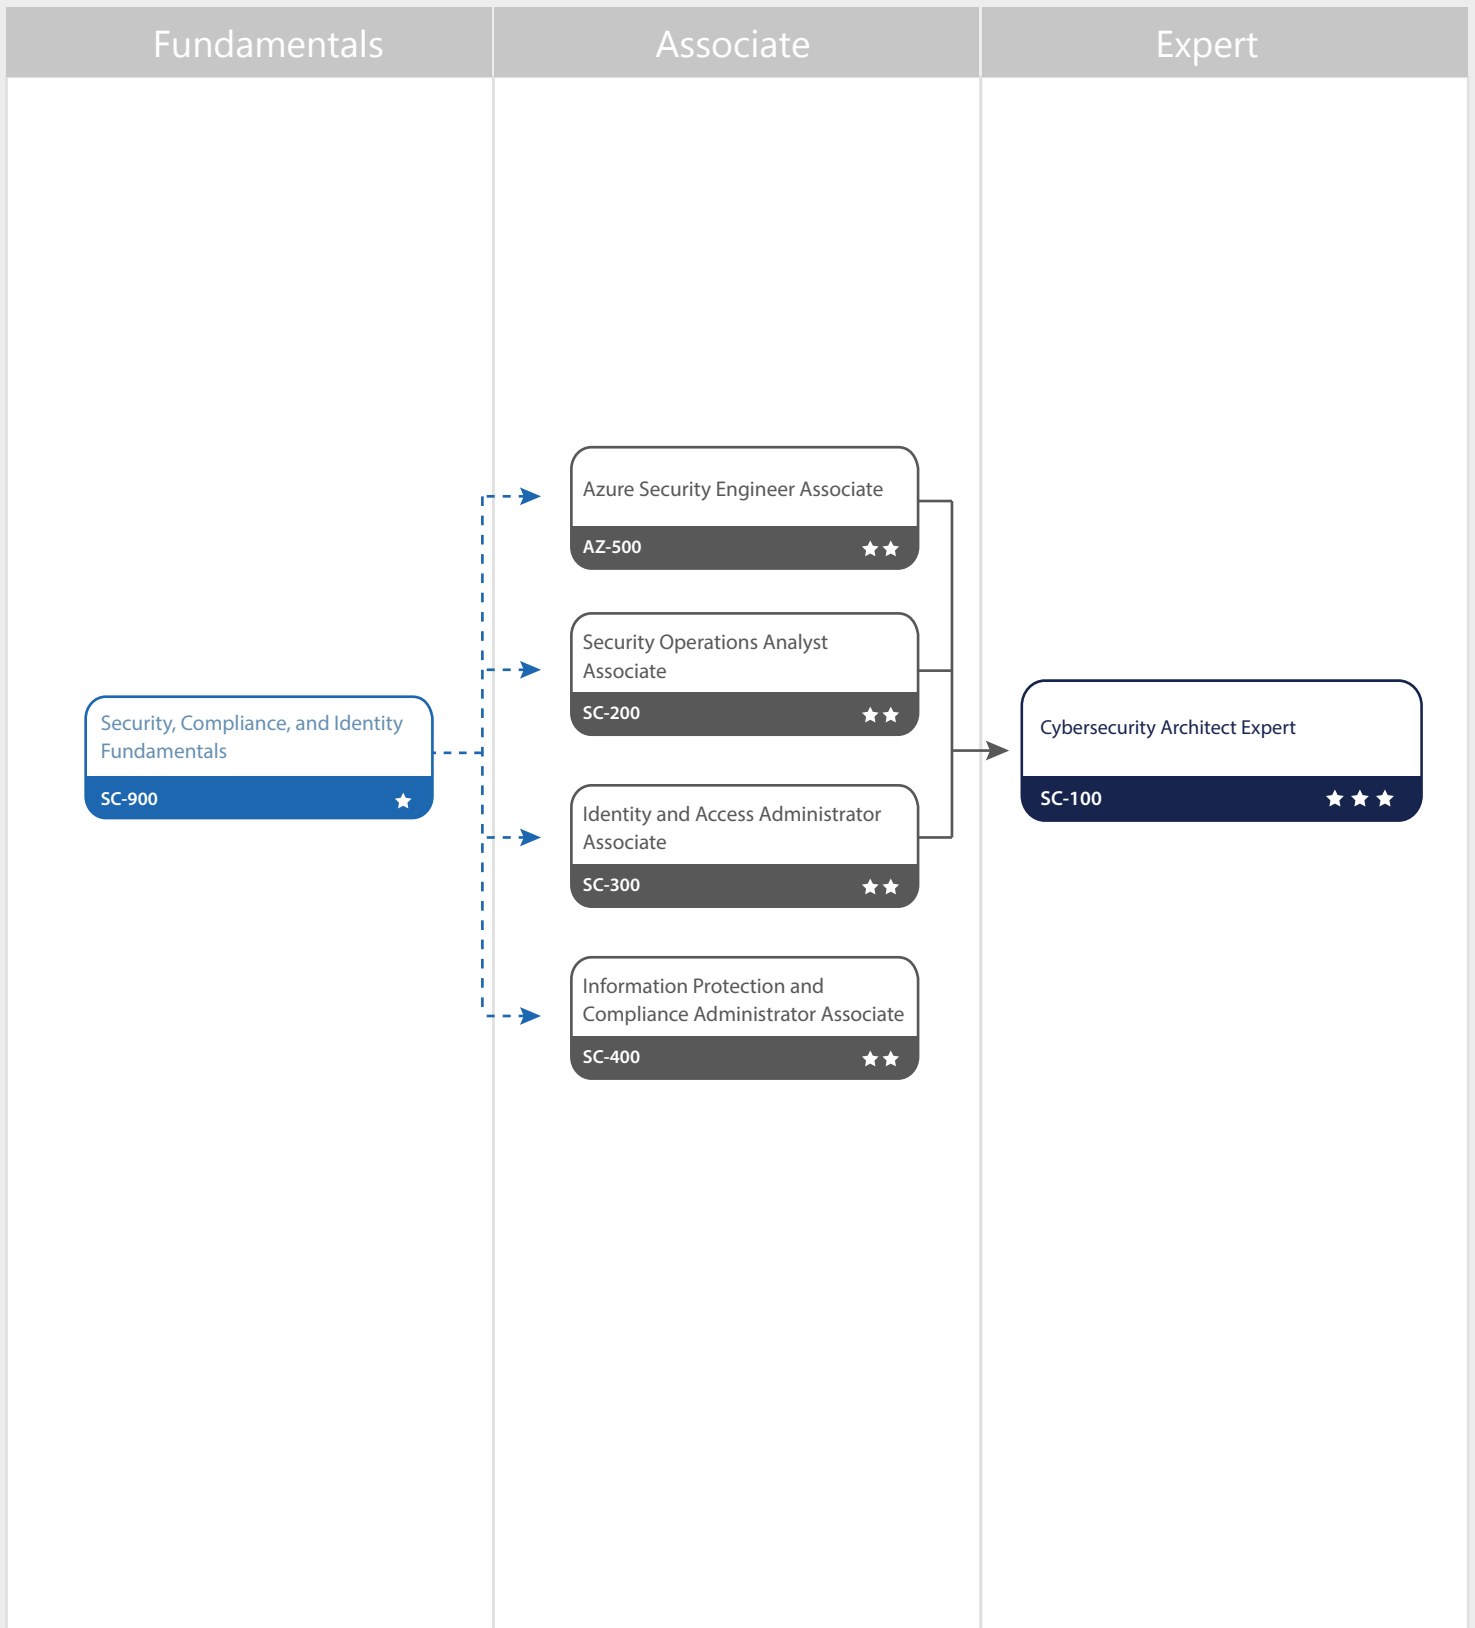 Fundamentals
Associate
Expert
Security, Compliance, and Identity
Fundamentals
SC-900
Azure Security Engineer Associate
AZ-500
Security Operations Analyst
Associate
SC-200
Identity and Access Administrator
Associate
SC-300
Information Protection and
Compliance Administrator Associate
SC-400
Cybersecurity Architect Expert
SC-100